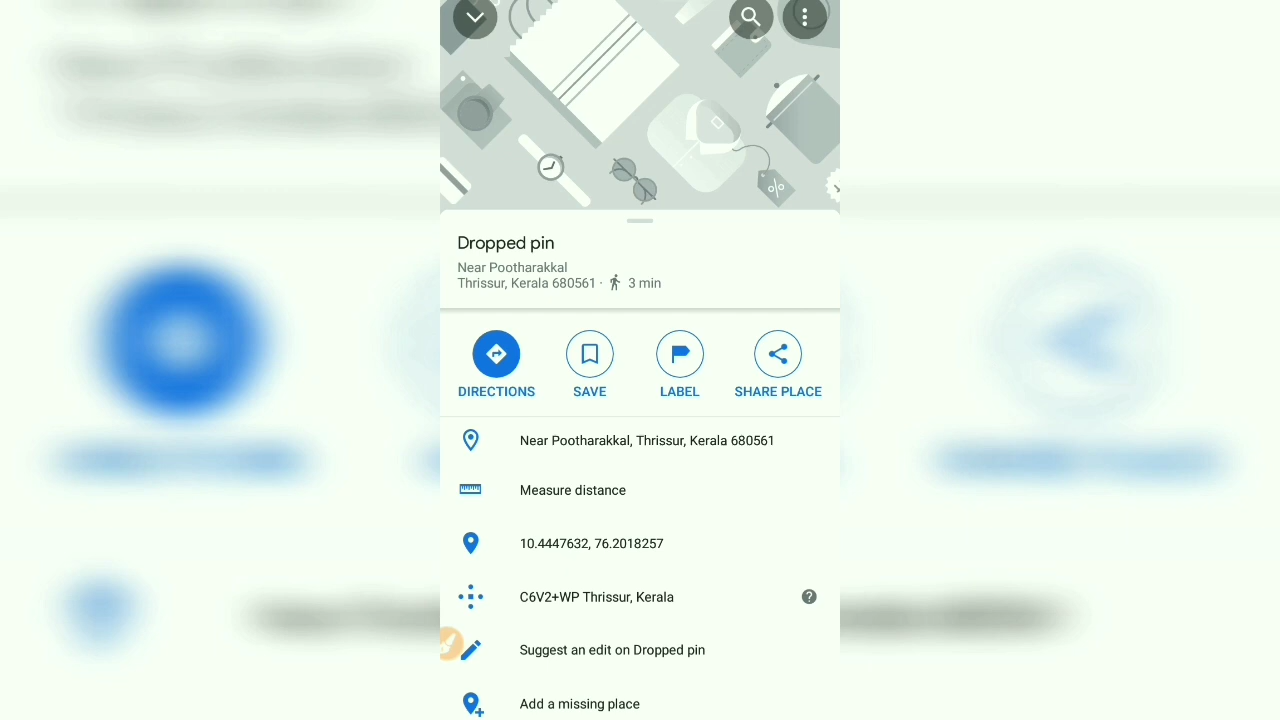 Dropped pin
Near Pootharakkal
Thrissur, Kerala 680561 · 3 min
DIRECTIONS SAVE LABEL SHARE PLACE
Near Pootharakkal, Thrissur, Kerala 680561
Measure distance
10.4447632, 76.2018257
C6V2+WP Thrissur, Kerala
Suggest an edit on Dropped pin
Add a missing place